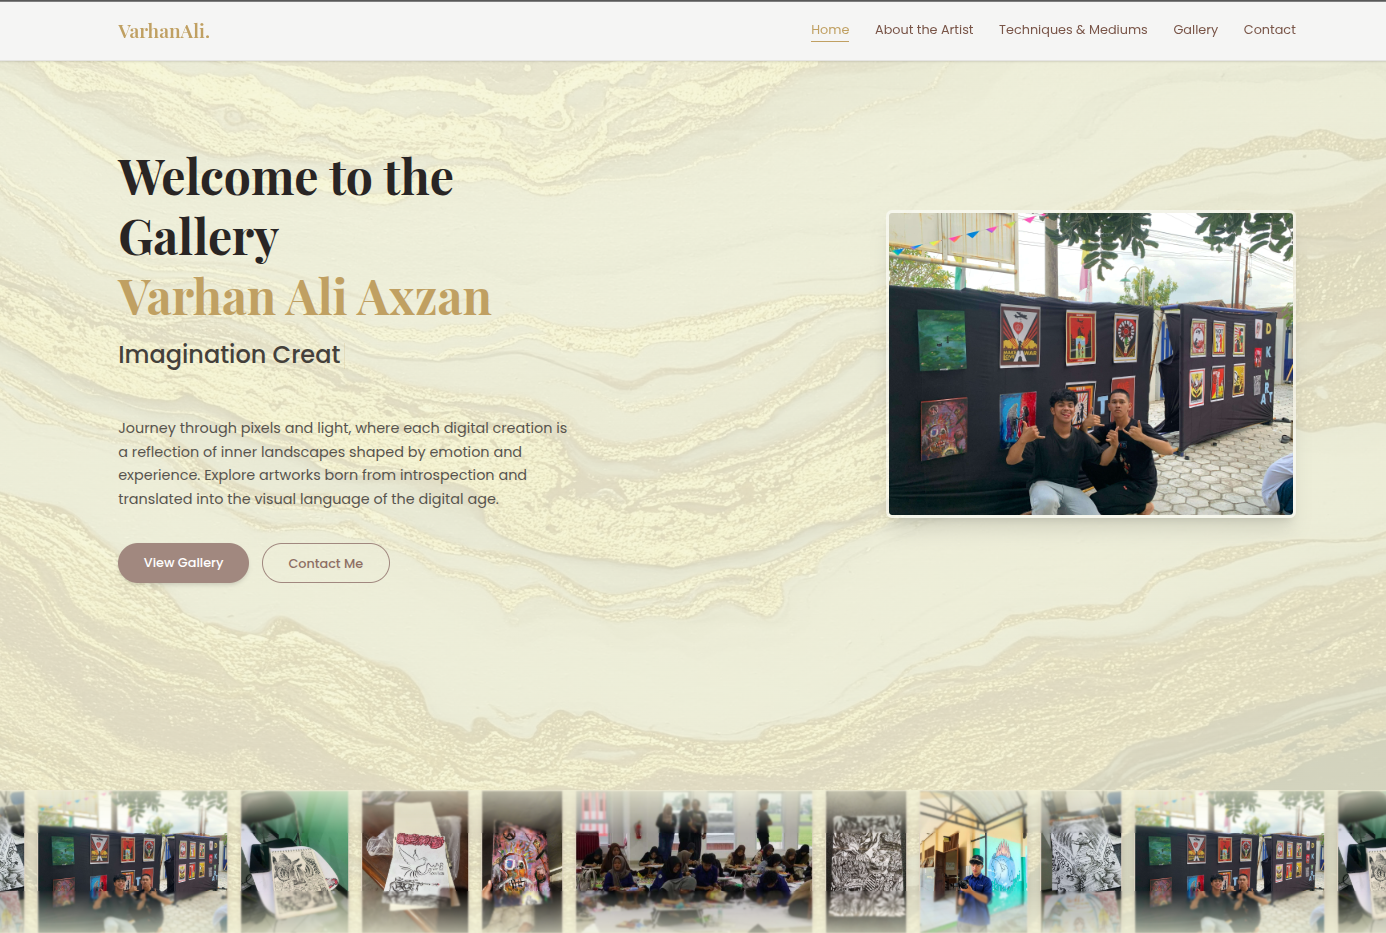 VarhanAli.
Home
About the Artist
Techniques & Mediums
Gallery
Contact
Welcome to the
Gallery
Varhan Ali Axzan
Imagination Creat
Journey through pixels and light, where each digital creation is
a reflection of inner landscapes shaped by emotion and
experience. Explore artworks born from introspection and
translated into the visual language of the digital age.
View Gallery
Contact Me